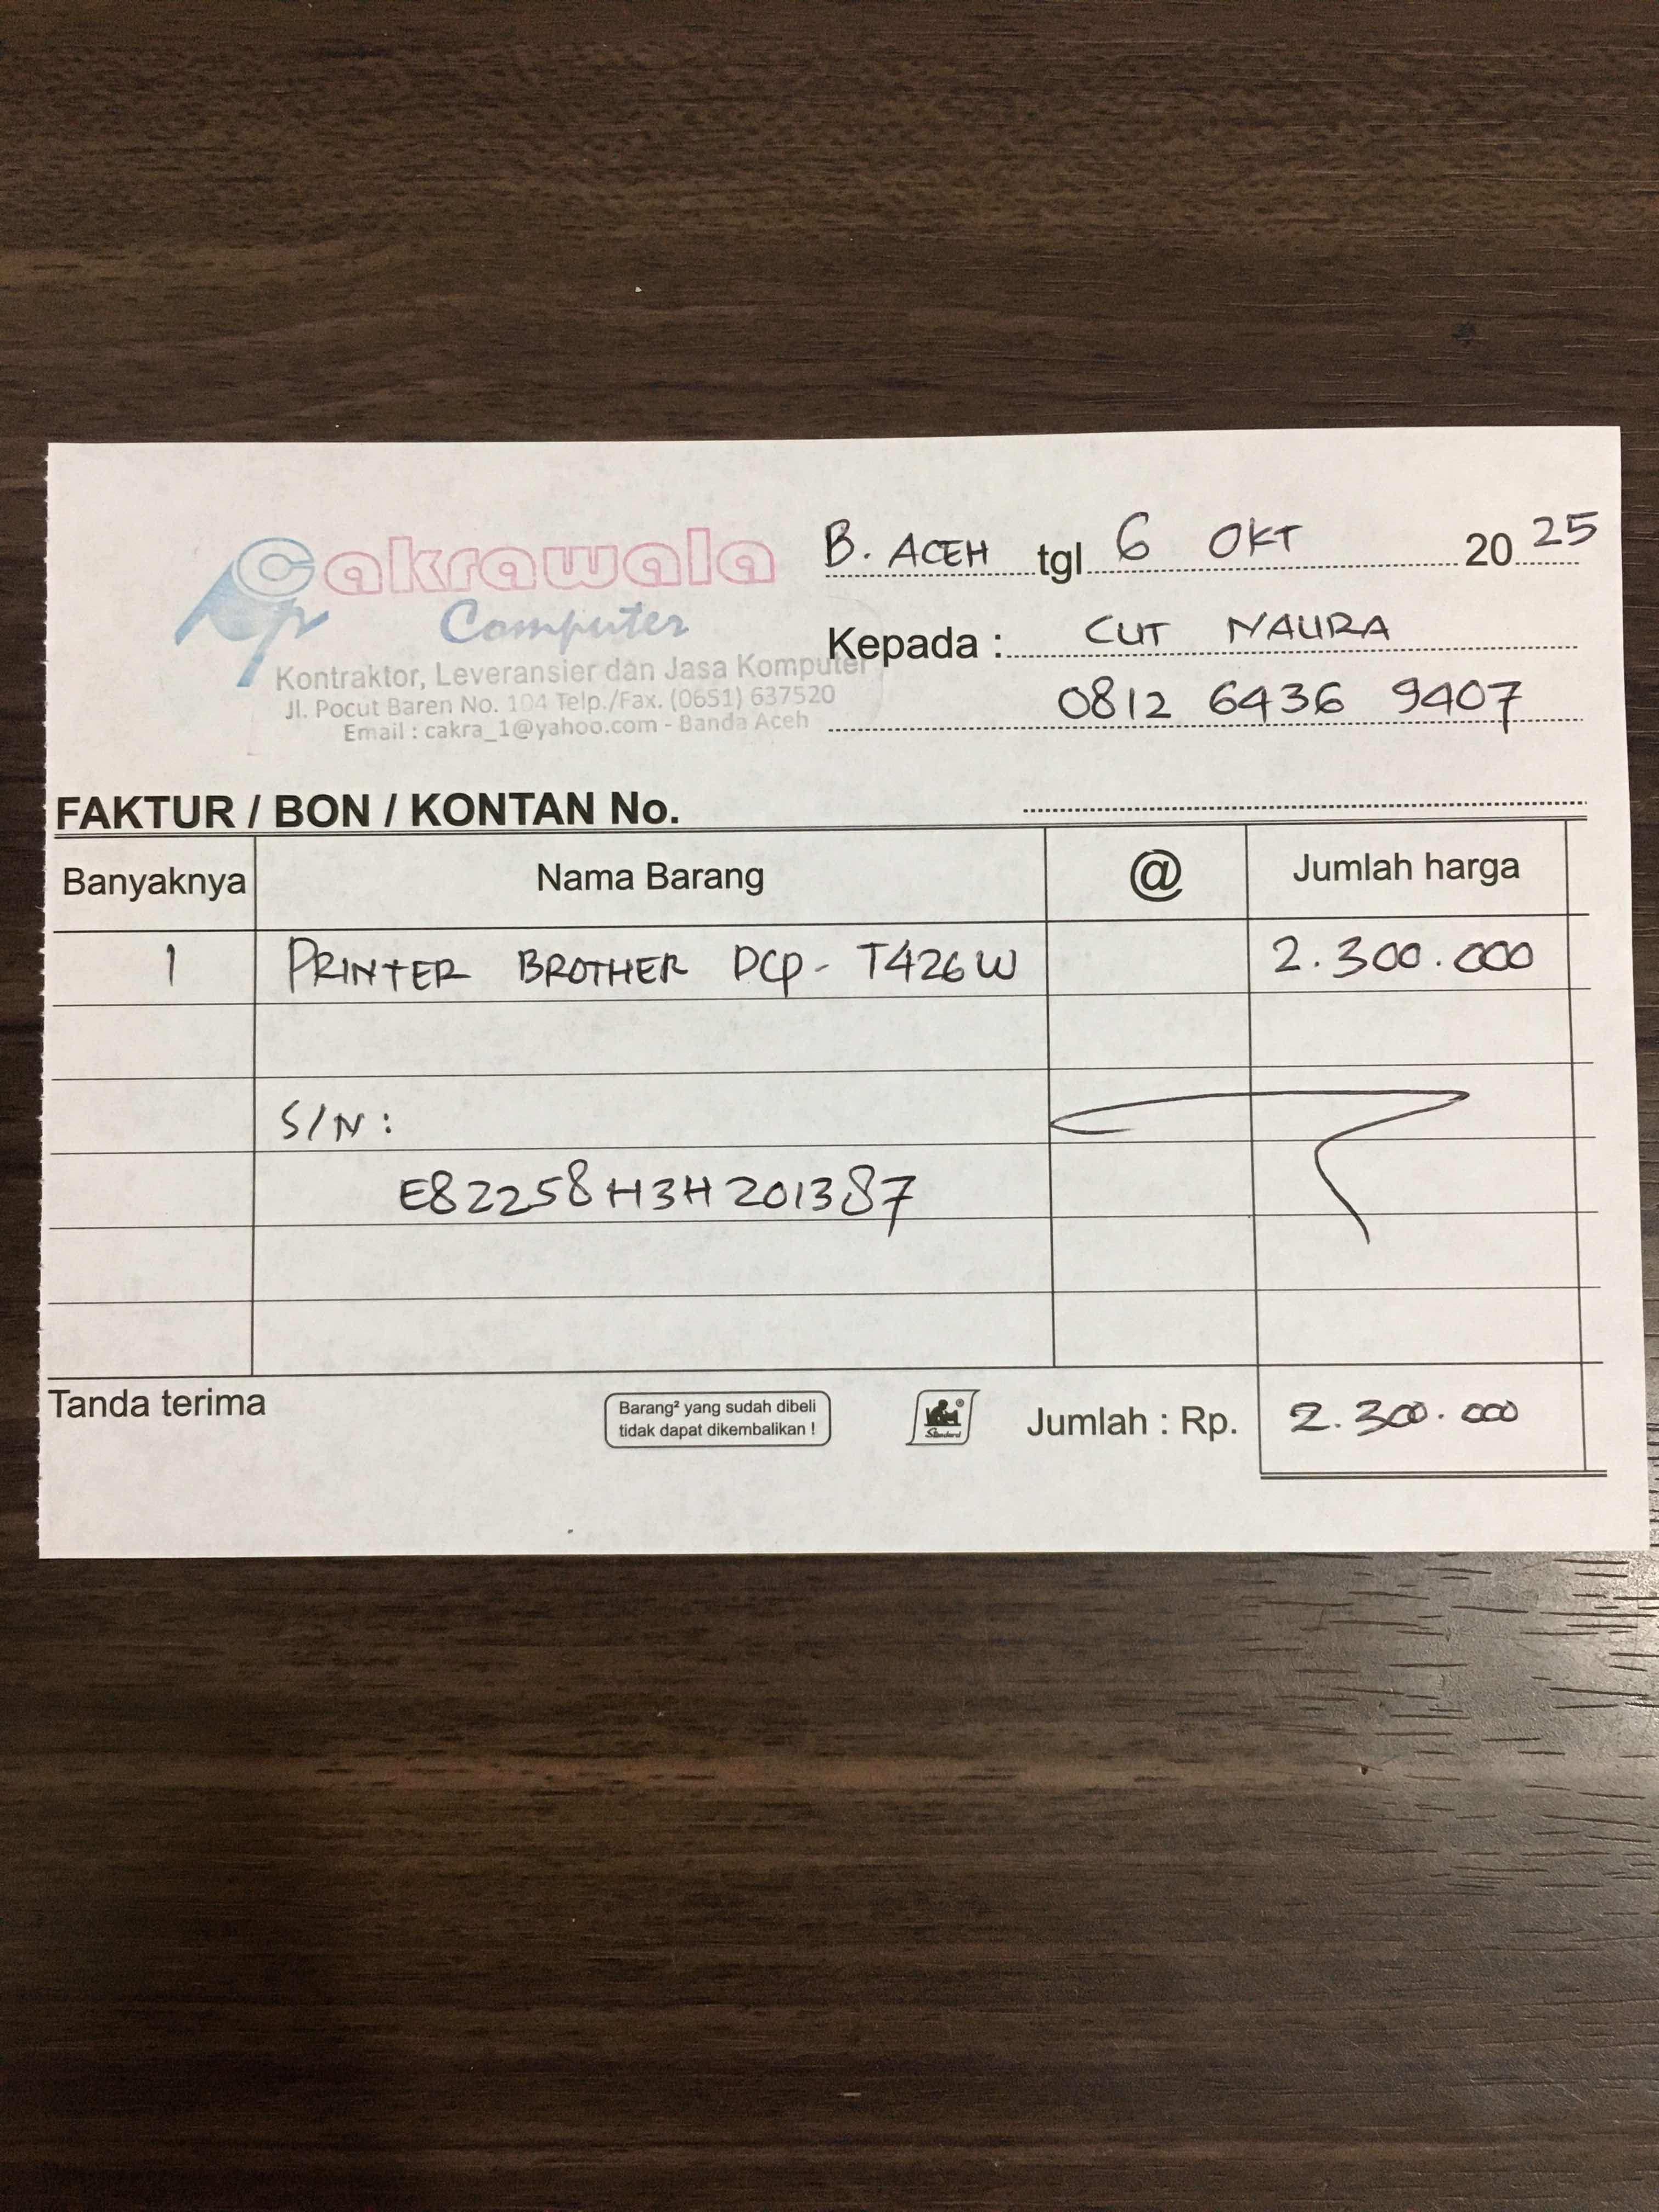 Cakrawala
Computer
Kontraktor, Leveransier dan Jasa Komputer
Jl. Pocut Baren No. 104 Telp./Fax. (0651) 637520
Email : cakra_1@yahoo.com - Banda Aceh
B. ACEH tgl 6 OKT 2025
Kepada : CUT NAURA
0812 6436 9407
FAKTUR / BON / KONTAN No.
Banyaknya Nama Barang @ Jumlah harga
1 PRINTER BROTHER DCP - T426W 2.300.000
S/N :
E82258H3H201387
Tanda terima
Barang² yang sudah dibeli
tidak dapat dikembalikan !
Standard
Jumlah : Rp. 2.300.000